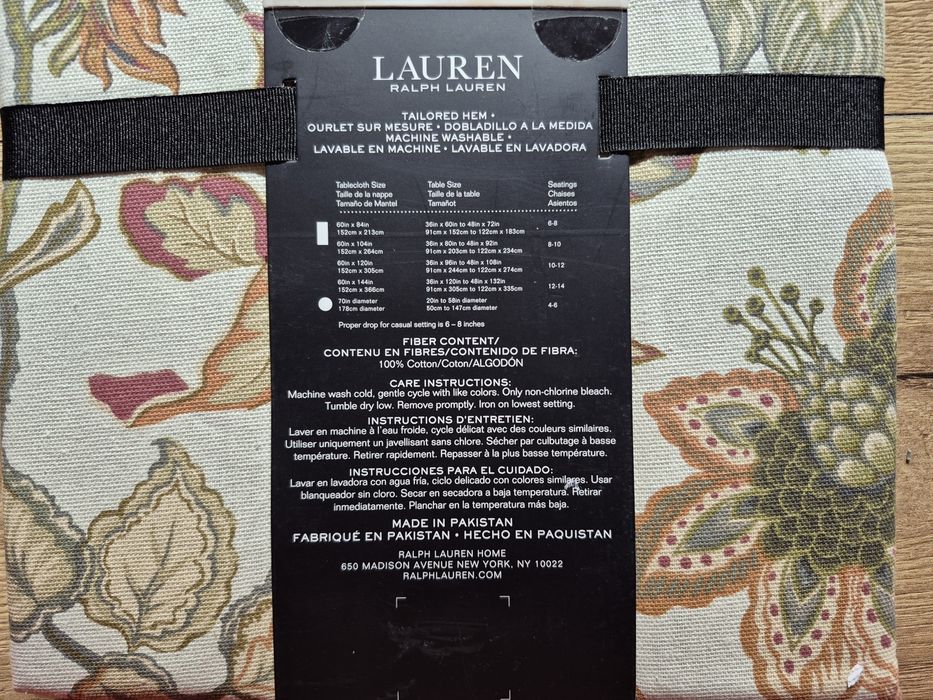 LAUREN
RALPH LAUREN
TAILORED HEM •
OURLET SUR MESURE • DOBLADILLO A LA MEDIDA
MACHINE WASHABLE •
LAVABLE EN MACHINE • LAVABLE EN LAVADORA
Tablecloth Size Table Size Seatings
Taille de la nappe Taille de la table Chaises
Tamaño de Mantel Tamañot Asientos
60in x 84in 36in x 60in to 48in x 72in 6-8
152cm x 213cm 91cm x 152cm to 122cm x 183cm
60in x 104in 36in x 80in to 48in x 92in 8-10
152cm x 264cm 91cm x 203cm to 122cm x 234cm
60in x 120in 36in x 96in to 48in x 108in 10-12
152cm x 305cm 91cm x 244cm to 122cm x 274cm
60in x 144in 36in x 120in to 48in x 132in 12-14
152cm x 366cm 91cm x 305cm to 122cm x 335cm
70in diameter 20in to 58in diameter 4-6
178cm diameter 50cm to 147cm diameter
Proper drop for casual setting is 6 – 8 inches
FIBER CONTENT/
CONTENU EN FIBRES/CONTENIDO DE FIBRA:
100% Cotton/Coton/ALGODÓN
CARE INSTRUCTIONS:
Machine wash cold, gentle cycle with like colors. Only non-chlorine bleach.
Tumble dry low. Remove promptly. Iron on lowest setting.
INSTRUCTIONS D'ENTRETIEN:
Laver en machine à l'eau froide, cycle délicat avec des couleurs similaires.
Utiliser uniquement un javellisant sans chlore. Sécher par culbutage à basse
température. Retirer rapidement. Repasser à la plus basse température.
INSTRUCCIONES PARA EL CUIDADO:
Lavar en lavadora con agua fría, ciclo delicado con colores similares. Usar
blanqueador sin cloro. Secar en secadora a baja temperatura. Retirar
inmediatamente. Planchar en la temperatura más baja.
MADE IN PAKISTAN
FABRIQUÉ EN PAKISTAN • HECHO EN PAQUISTAN
RALPH LAUREN HOME
650 MADISON AVENUE NEW YORK, NY 10022
RALPHLAUREN.COM